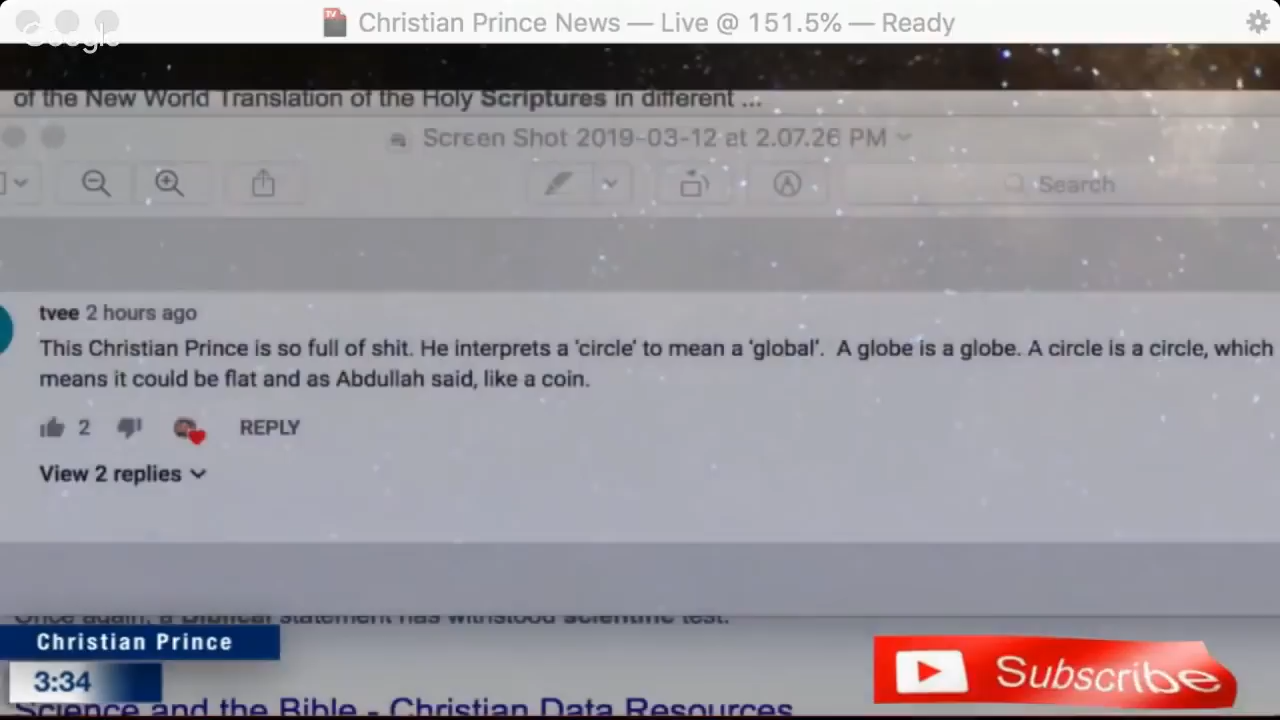 Christian Prince News — Live @ 151.5% — Ready
Google
of the New World Translation of the Holy Scriptures in different ...
Screen Shot 2019-03-12 at 2.07.26 PM
Search
tvee 2 hours ago
This Christian Prince is so full of shit. He interprets a 'circle' to mean a 'global'. A globe is a globe. A circle is a circle, which
means it could be flat and as Abdullah said, like a coin.
2 REPLY
View 2 replies
Once again, a Biblical statement has withstood scientific test.
Christian Prince
3:34
Subscribe
Science and the Bible - Christian Data Resources